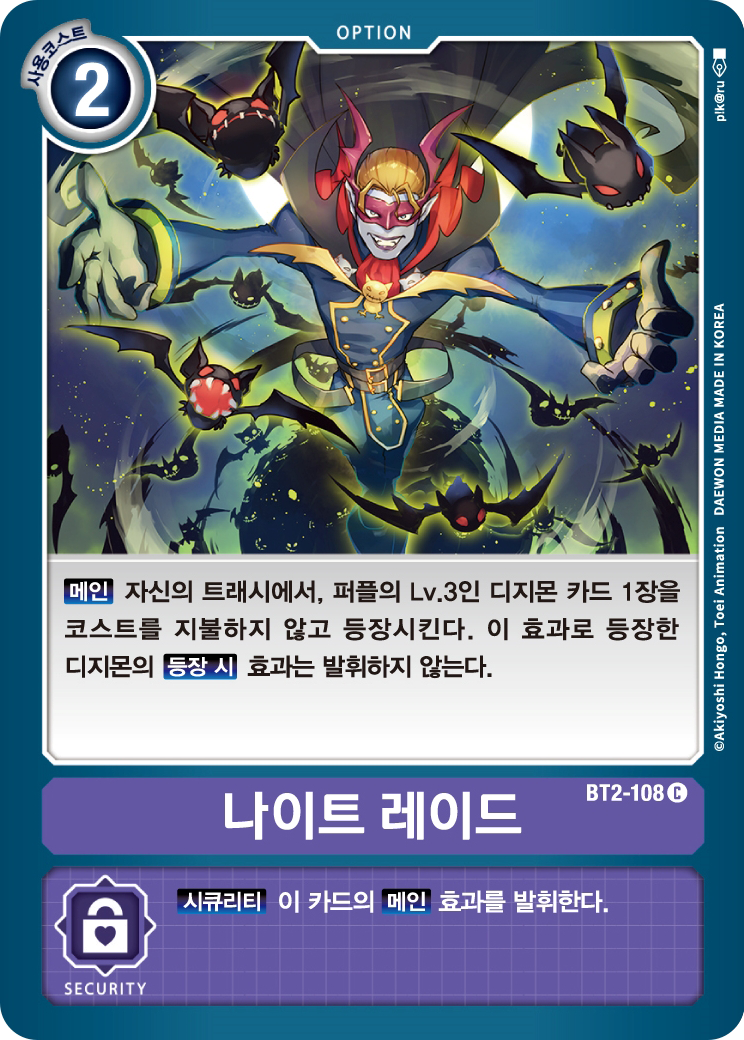 OPTION
사용코스트
2
plk@ru
메인 자신의 트래시에서, 퍼플의 Lv.3인 디지몬 카드 1장을
코스트를 지불하지 않고 등장시킨다. 이 효과로 등장한
디지몬의 등장 시 효과는 발휘하지 않는다.
©Akiyoshi Hongo, Toei Animation DAEWON MEDIA MADE IN KOREA
BT2-108 C
나이트 레이드
시큐리티 이 카드의 메인 효과를 발휘한다.
SECURITY